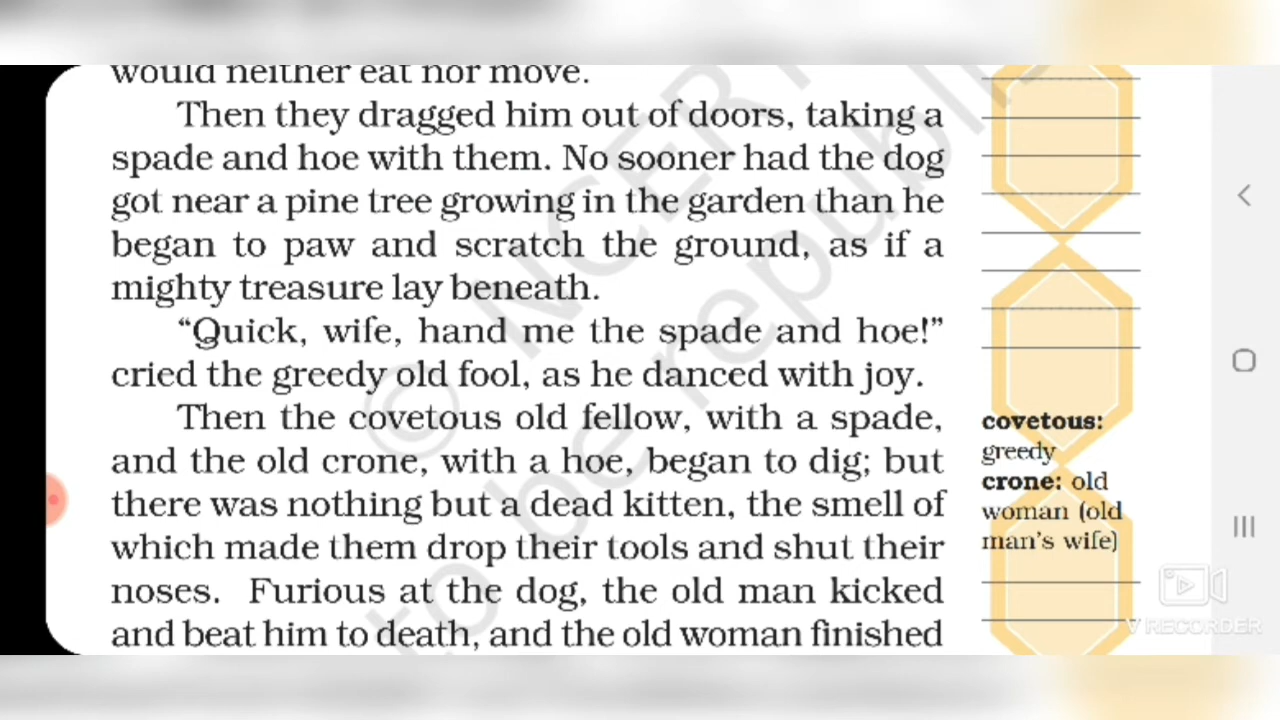 would neither eat nor move.
Then they dragged him out of doors, taking a
spade and hoe with them. No sooner had the dog
got near a pine tree growing in the garden than he
began to paw and scratch the ground, as if a
mighty treasure lay beneath.
“Quick, wife, hand me the spade and hoe!”
cried the greedy old fool, as he danced with joy.
Then the covetous old fellow, with a spade,
and the old crone, with a hoe, began to dig; but
there was nothing but a dead kitten, the smell of
which made them drop their tools and shut their
noses. Furious at the dog, the old man kicked
and beat him to death, and the old woman finished
covetous:
greedy
crone: old
woman (old
man's wife)
© NCERT
to be republi
V RECORDER